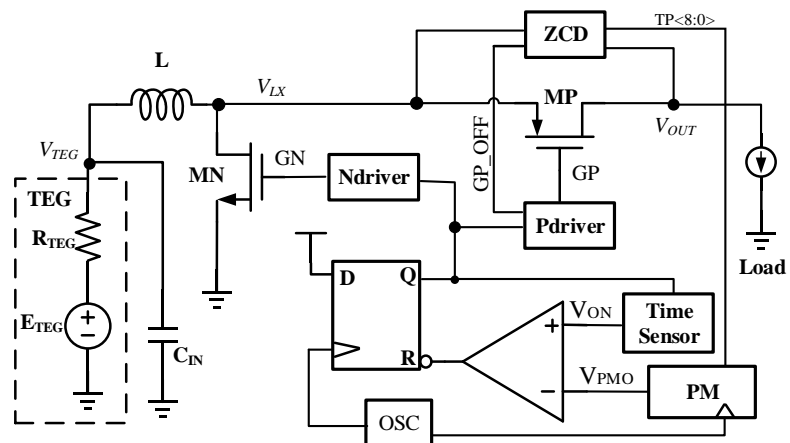 ZCD
TP<8:0>
L
V_LX
MP
V_OUT
V_TEG
GP_OFF
GN
MN
Ndriver
GP
Pdriver
TEG
R_TEG
E_TEG
C_IN
Load
D
Q
R
V_ON
Time
Sensor
V_PMO
PM
OSC
+
−
+
−